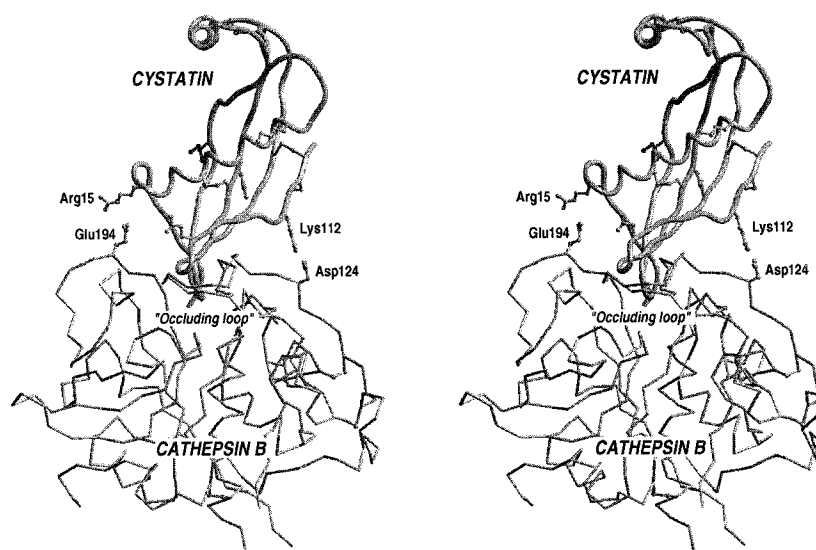 CYSTATIN
Arg15
Glu194
Lys112
Asp124
"Occluding loop"
CATHEPSIN B
CYSTATIN
Arg15
Glu194
Lys112
Asp124
"Occluding loop"
CATHEPSIN B